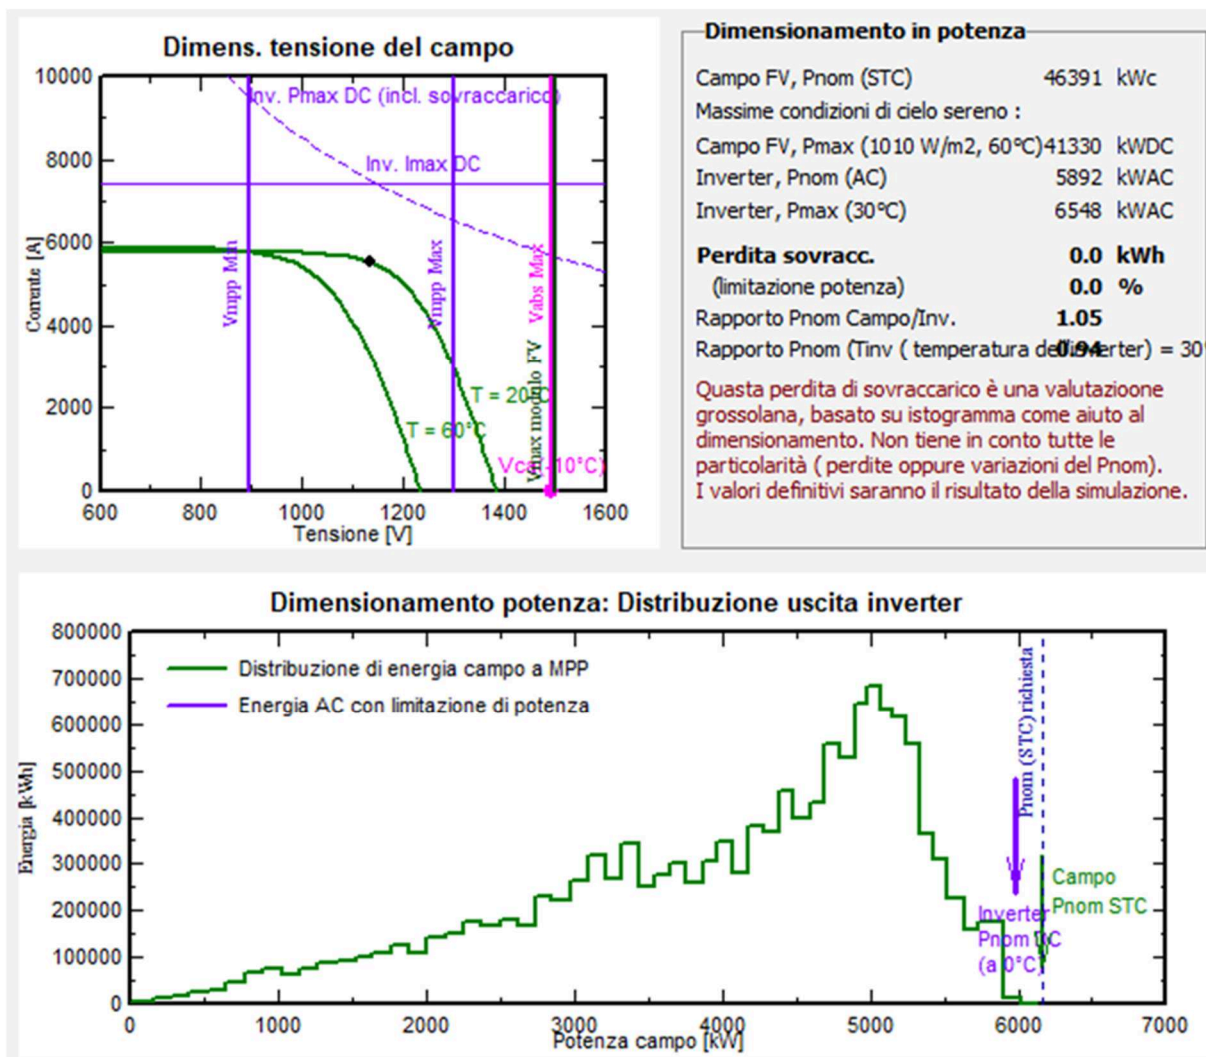 Dimens. tensione del campo
10000
8000
6000
4000
2000
0
Corrente [A]
Inv. Pmax DC (incl. sovraccarico)
Inv. Imax DC
Vmpp Min
Vmpp Max
Vabs Max
Vmax modulo FV
T = 20°C
T = 60°C
Vco(-10°C)
600
800
1000
1200
1400
1600
Tensione [V]
Dimensionamento in potenza
Campo FV, Pnom (STC) 46391 kWc
Massime condizioni di cielo sereno :
Campo FV, Pmax (1010 W/m2, 60°C) 41330 kWDC
Inverter, Pnom (AC) 5892 kWAC
Inverter, Pmax (30°C) 6548 kWAC
Perdita sovracc. 0.0 kWh
(limitazione potenza) 0.0 %
Rapporto Pnom Campo/Inv. 1.05
Rapporto Pnom (Tinv ( temperatura dell'inverter) = 30° 0.94
Quasta perdita di sovraccarico è una valutazioone
grossolana, basato su istogramma come aiuto al
dimensionamento. Non tiene in conto tutte le
particolarità ( perdite oppure variazioni del Pnom).
I valori definitivi saranno il risultato della simulazione.
Dimensionamento potenza: Distribuzione uscita inverter
800000
700000
600000
500000
400000
300000
200000
100000
0
Energia [kWh]
Distribuzione di energia campo a MPP
Energia AC con limitazione di potenza
Pnom (STC) richiesta
Campo
Pnom STC
Inverter
Pnom DC
(a 0°C)
0
1000
2000
3000
4000
5000
6000
7000
Potenza campo [kW]